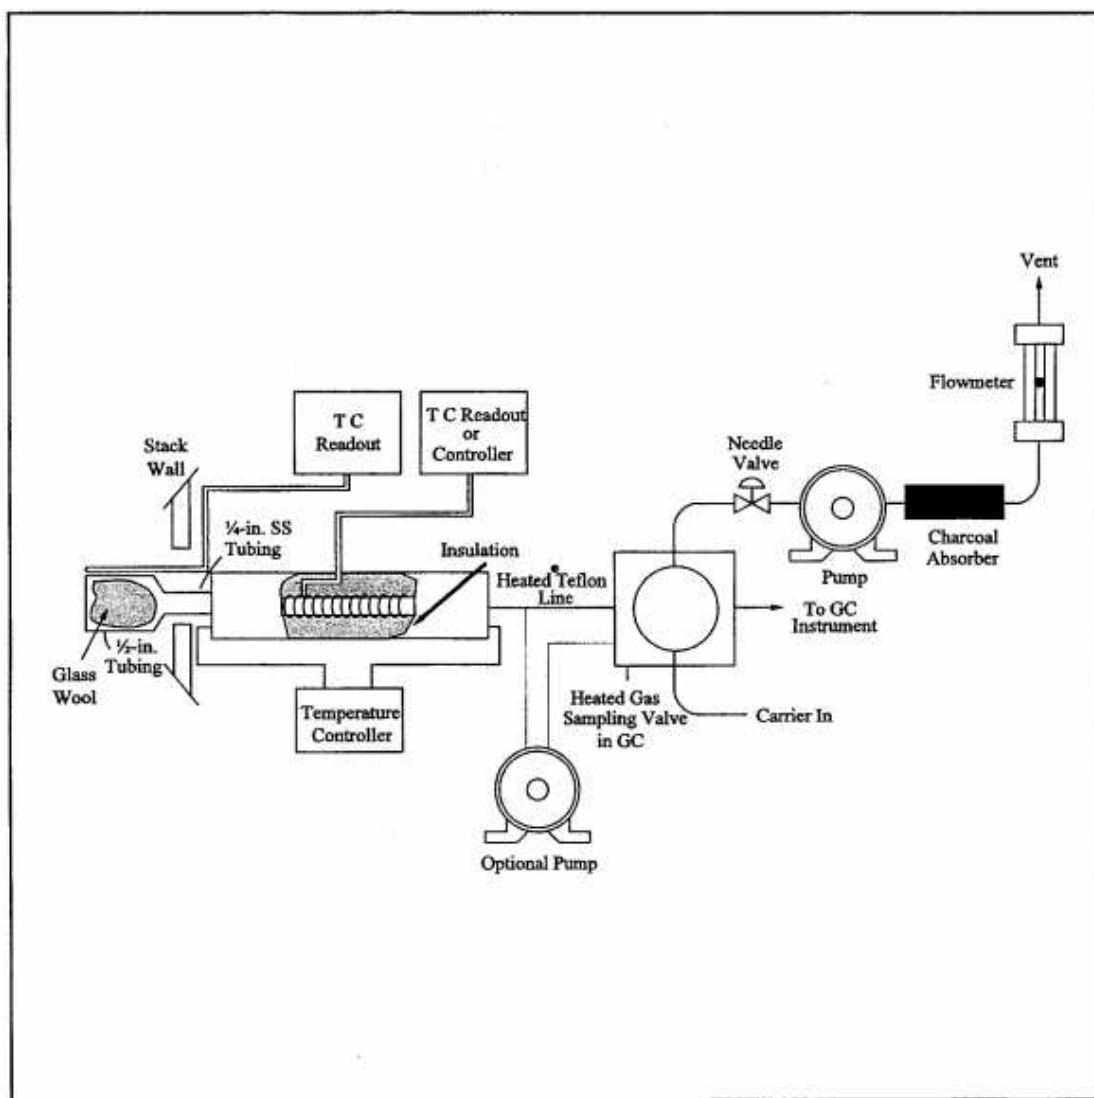 Vent
Flowmeter
T C
Readout
T C Readout
or
Controller
Needle
Valve
Stack
Wall
¼-in. SS
Tubing
Insulation
Charcoal
Absorber
Pump
Heated Teflon
Line
To GC
Instrument
½-in.
Tubing
Glass
Wool
Temperature
Controller
Heated Gas
Sampling Valve
in GC
Carrier In
Optional Pump